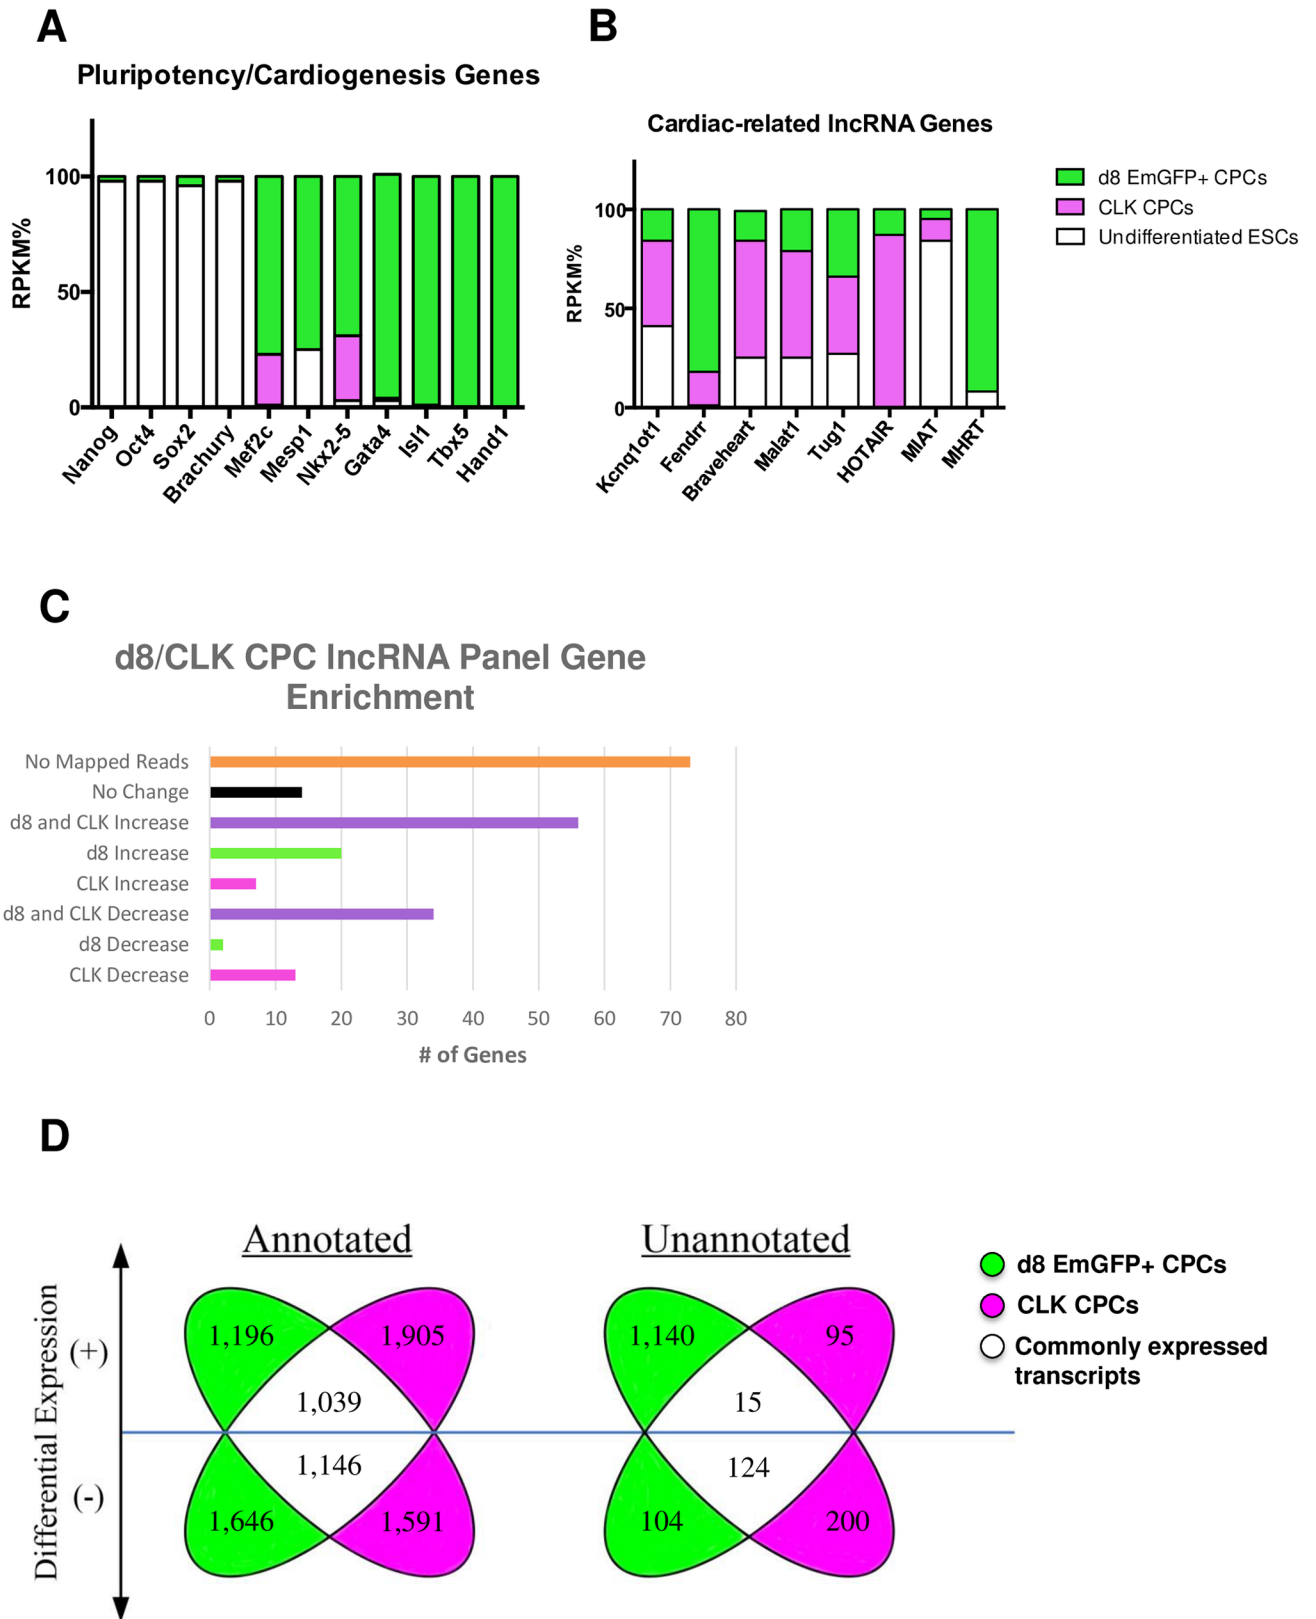 A
Pluripotency/Cardiogenesis Genes
RPKM%
100
50
0
Nanog
Oct4
Sox2
Brachury
Mef2c
Mesp1
Nkx2-5
Gata4
Isl1
Tbx5
Hand1
B
Cardiac-related lncRNA Genes
RPKM%
100
50
0
Kcnq1ot1
Fendrr
Braveheart
Malat1
Tug1
HOTAIR
MIAT
MHRT
d8 EmGFP+ CPCs
CLK CPCs
Undifferentiated ESCs
C
d8/CLK CPC lncRNA Panel Gene
Enrichment
No Mapped Reads
No Change
d8 and CLK Increase
d8 Increase
CLK Increase
d8 and CLK Decrease
d8 Decrease
CLK Decrease
0 10 20 30 40 50 60 70 80
# of Genes
D
Differential Expression
(+)
(-)
Annotated
1,196
1,905
1,039
1,146
1,646
1,591
Unannotated
1,140
95
15
124
104
200
d8 EmGFP+ CPCs
CLK CPCs
Commonly expressed
transcripts